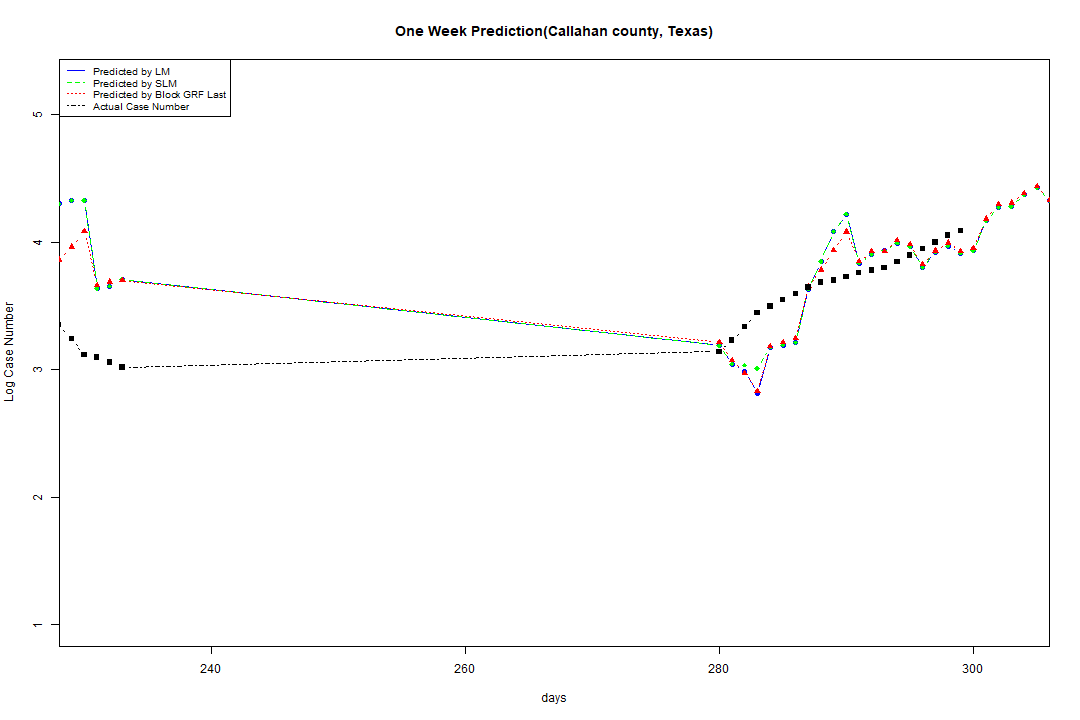 One Week Prediction(Callahan county, Texas)
Predicted by LM
Predicted by SLM
Predicted by Block GRF Last
Actual Case Number
5
4
3
2
1
Log Case Number
240
260
280
300
days